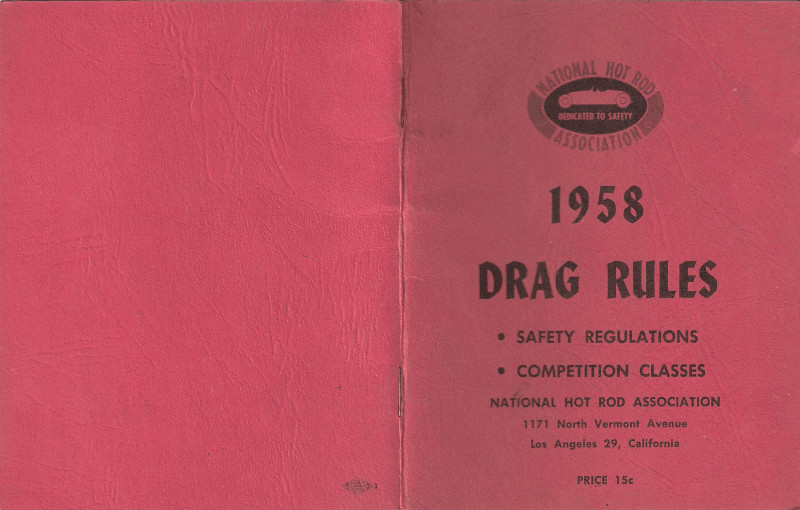 NATIONAL HOT ROD
DEDICATED TO SAFETY
ASSOCIATION
1958
DRAG RULES
• SAFETY REGULATIONS
• COMPETITION CLASSES
NATIONAL HOT ROD ASSOCIATION
1171 North Vermont Avenue
Los Angeles 29, California
PRICE 15c